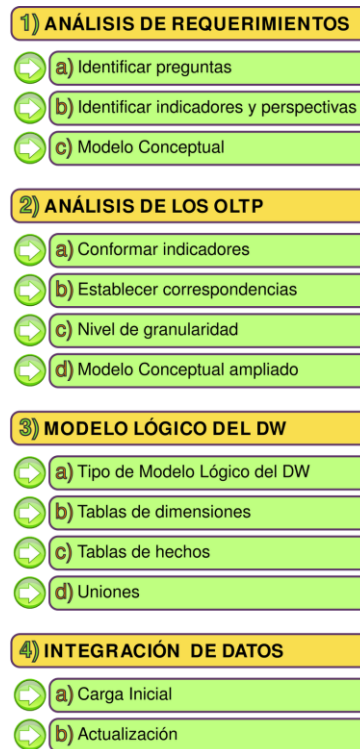 1) ANÁLISIS DE REQUERIMIENTOS
a) Identificar preguntas
b) Identificar indicadores y perspectivas
c) Modelo Conceptual
2) ANÁLISIS DE LOS OLTP
a) Conformar indicadores
b) Establecer correspondencias
c) Nivel de granularidad
d) Modelo Conceptual ampliado
3) MODELO LÓGICO DEL DW
a) Tipo de Modelo Lógico del DW
b) Tablas de dimensiones
c) Tablas de hechos
d) Uniones
4) INTEGRACIÓN DE DATOS
a) Carga Inicial
b) Actualización